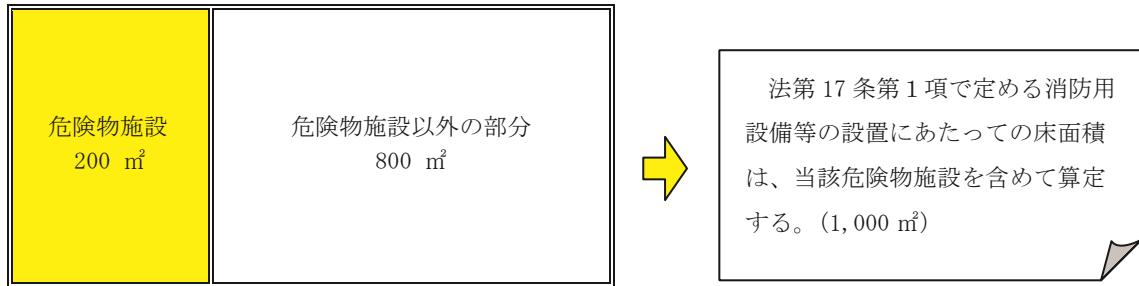 危険物施設
200 ㎡
危険物施設以外の部分
800 ㎡
法第 17 条第１項で定める消防用
設備等の設置にあたっての床面積
は、当該危険物施設を含めて算定
する。(1,000 ㎡)